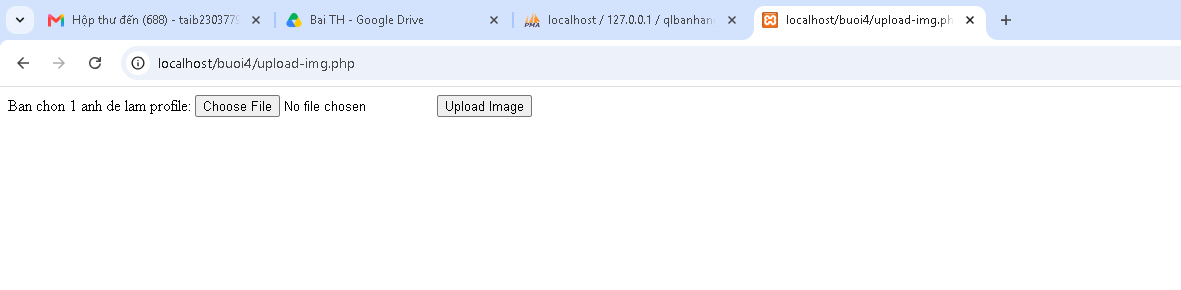 Hộp thư đến (688) - taib230377
Bai TH - Google Drive
PMA localhost / 127.0.0.1 / qlbanhan
localhost/buoi4/upload-img.ph
localhost/buoi4/upload-img.php
Ban chon 1 anh de lam profile: Choose File No file chosen Upload Image